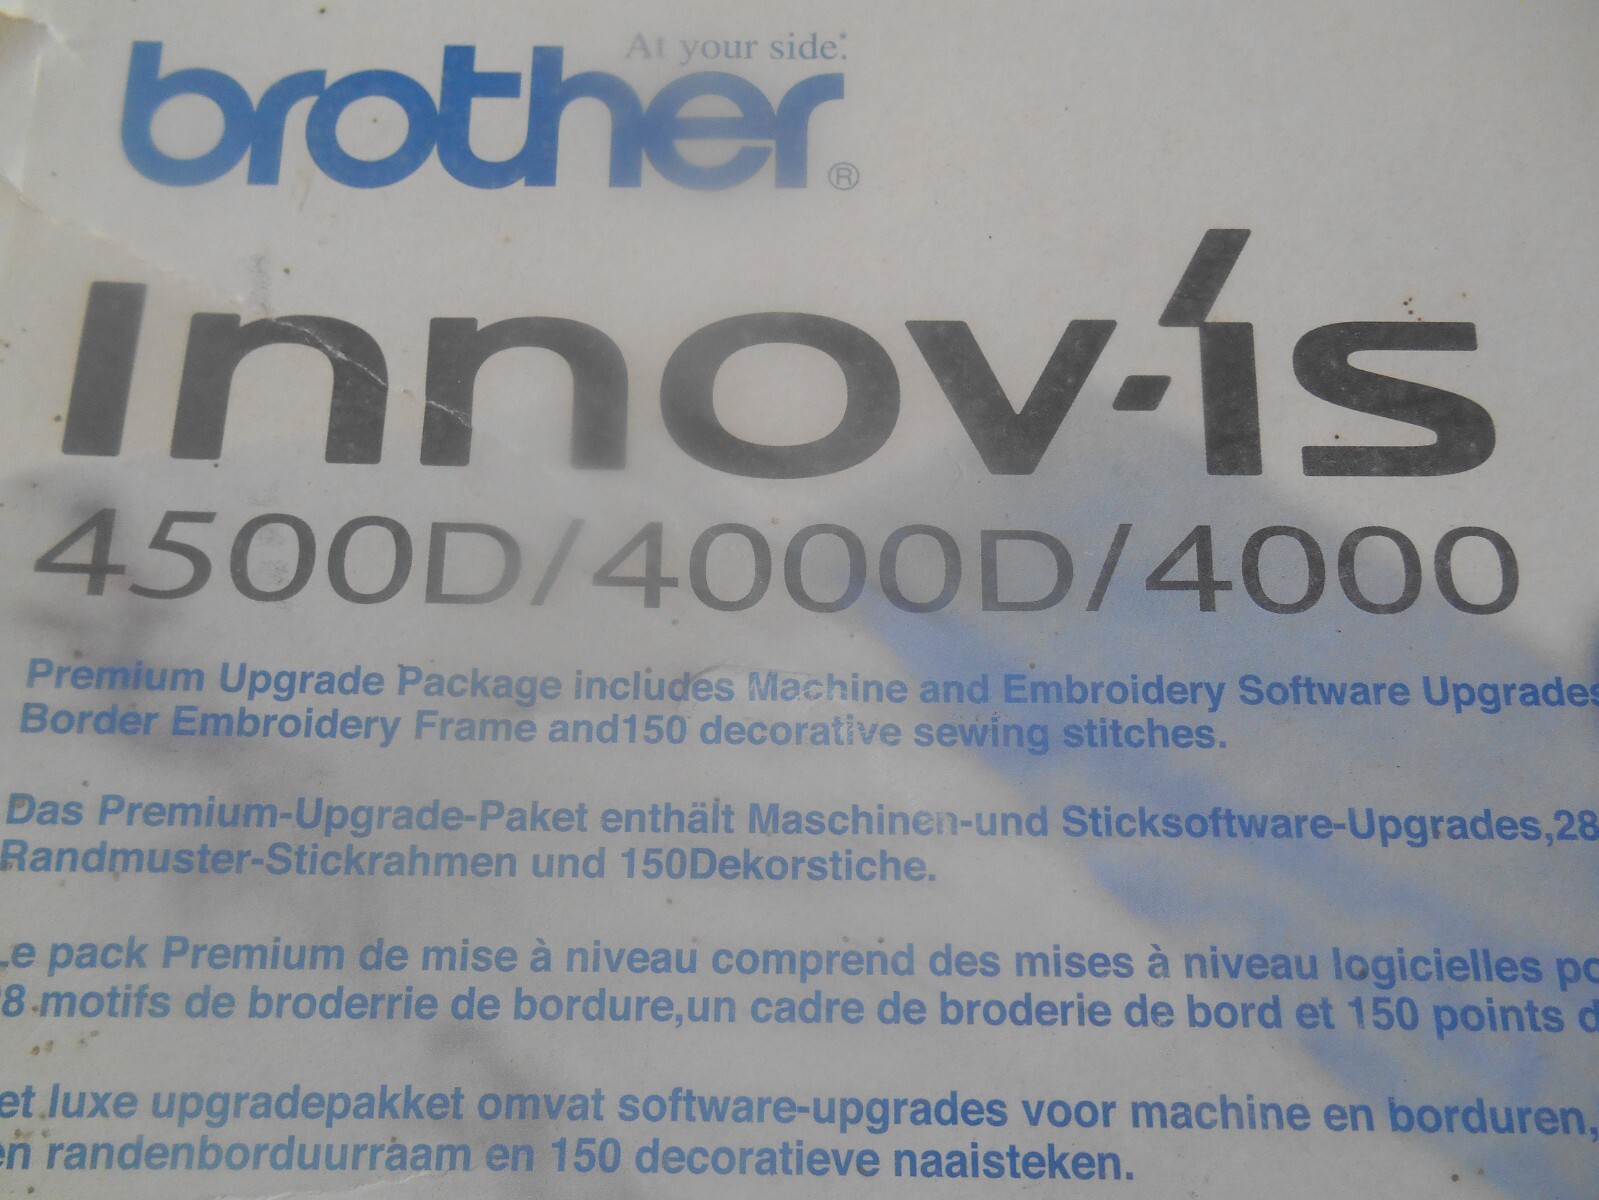 At your side.
brother®
Innov-is
4500D/4000D/4000
Premium Upgrade Package includes Machine and Embroidery Software Upgrades
Border Embroidery Frame and150 decorative sewing stitches.
Das Premium-Upgrade-Paket enthält Maschinen-und Sticksoftware-Upgrades,28
Randmuster-Stickrahmen und 150Dekorstiche.
Le pack Premium de mise à niveau comprend des mises à niveau logicielles po
8 motifs de broderrie de bordure,un cadre de broderie de bord et 150 points d
et luxe upgradepakket omvat software-upgrades voor machine en borduren,
en randenborduurraam en 150 decoratieve naaisteken.